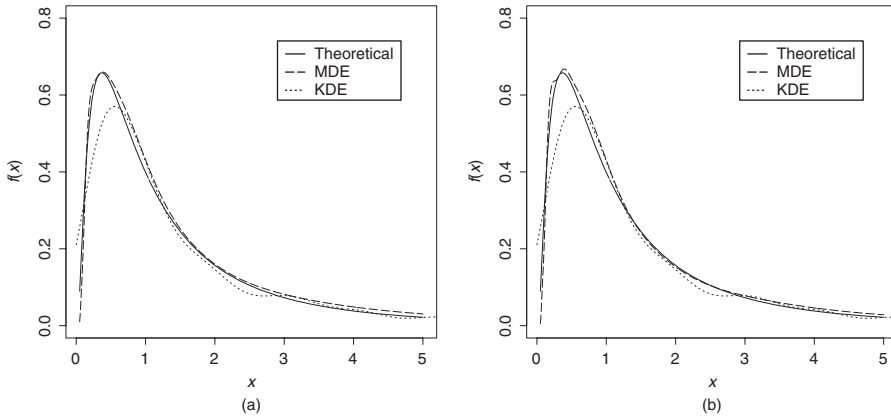 0.8
0.6
0.4
0.2
0.0
f(x)
Theoretical
MDE
KDE
0 1 2 3 4 5
x
(a)
0.8
0.6
0.4
0.2
0.0
f(x)
Theoretical
MDE
KDE
0 1 2 3 4 5
x
(b)